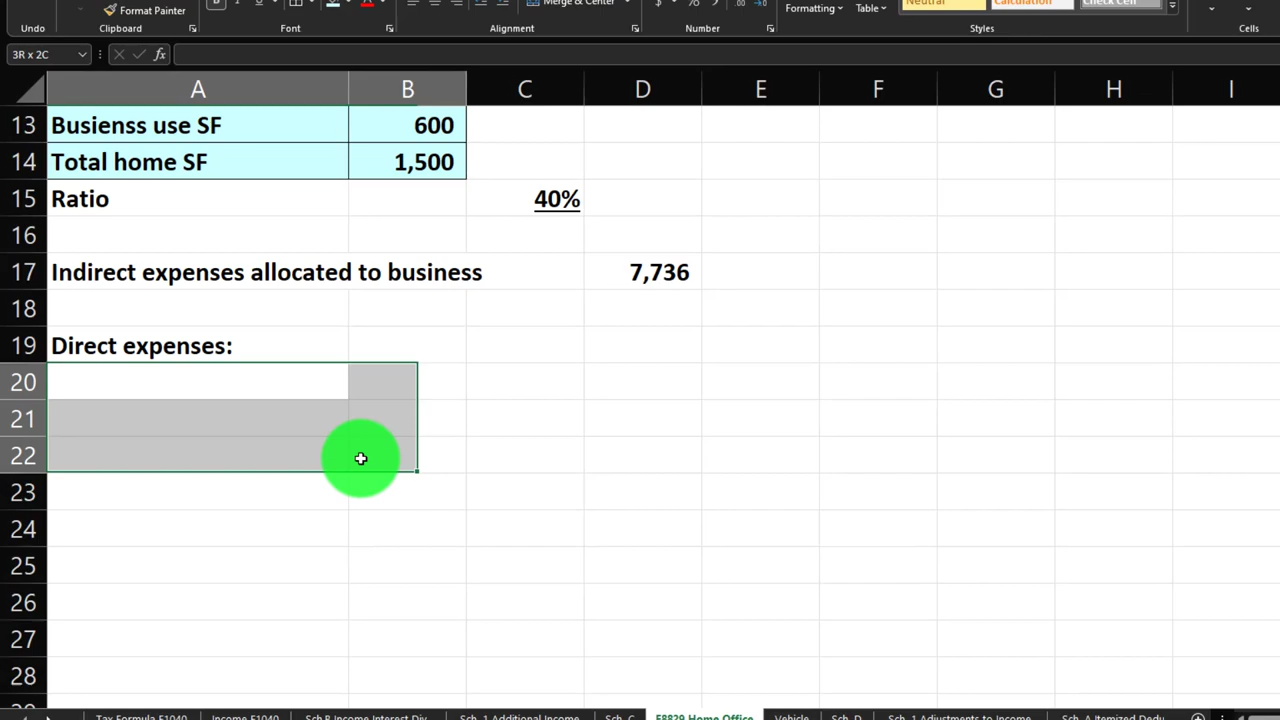 Format Painter
Merge & Center
$ %
Formatting
Table
Neutral
Calculation
Check Cell
Undo
Clipboard
Font
Alignment
Number
Styles
Cells
3R x 2C
fx
A B C D E F G H I
13 Busienss use SF 600
14 Total home SF 1,500
15 Ratio 40%
16
17 Indirect expenses allocated to business 7,736
18
19 Direct expenses:
20
21
22
23
24
25
26
27
28
29
Tax Formula F1040 Income F1040 Sch B Income Interest Div Sch. 1 Additional Income Sch. C F8829 Home Office Vehicle Sch. D Sch. 1 Adjustments to Income Sch. A Itemized Dedu